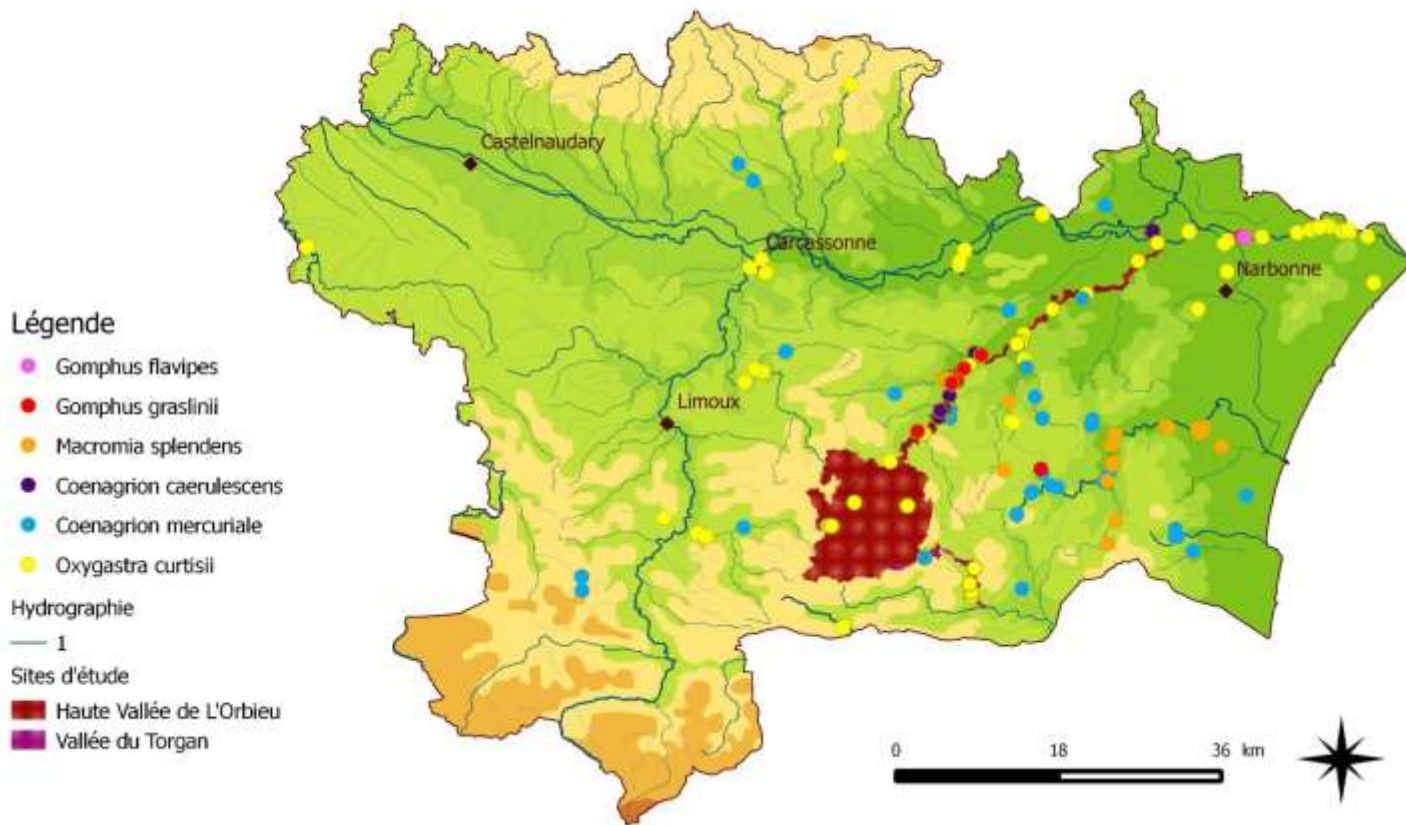 Castelnaudary
Carcassonne
Narbonne
Limoux
Légende
Gomphus flavipes
Gomphus graslinii
Macromia splendens
Coenagrion caerulescens
Coenagrion mercuriale
Oxygastra curtisii
Hydrographie
1
Sites d'étude
Haute Vallée de L'Orbieu
Vallée du Torgan
0 18 36 km